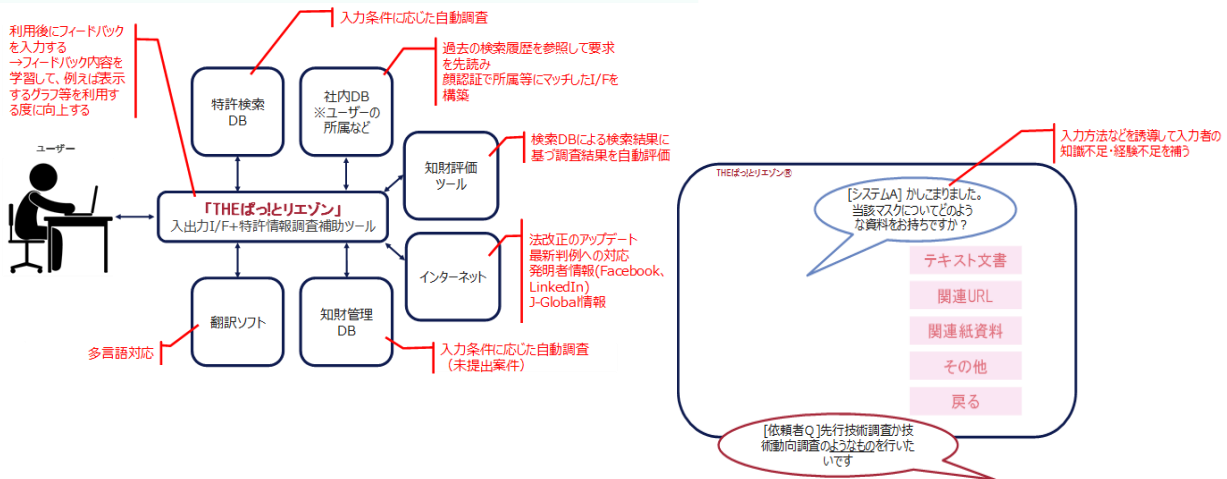 利用後にフィードバック
を入力する
→フィードバック内容を
学習して、例えば表示
するグラフ等を利用す
る度に向上する
入力条件に応じた自動調査
過去の検索履歴を参照して要求
を先読み
顔認証で所属等にマッチしたI/Fを
構築
特許検索
DB
社内DB
※ユーザーの
所属など
検索DBによる検索結果に
基づ調査結果を自動評価
知財評価
ツール
ユーザー
「THEぱっ!とリエゾン」
入出力I/F+特許情報調査補助ツール
インターネット
法改正のアップデート
最新判例への対応
発明者情報(Facebook、
LinkedIn)
J-Global情報
翻訳ソフト
知財管理
DB
多言語対応
入力条件に応じた自動調査
（未提出案件）
入力方法などを誘導して入力者の
知識不足・経験不足を補う
THEぱっ!とリエゾン®
[システムA] かしこまりました。
当該マスクについてどのよう
な資料をお持ちですか？
テキスト文書
関連URL
関連紙資料
その他
戻る
[依頼者Q]先行技術調査か技
術動向調査のようなものを行いた
いです